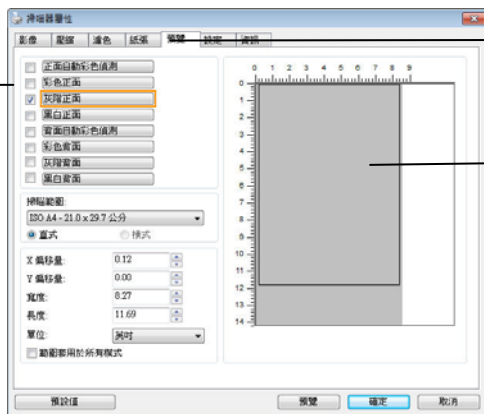 掃描器屬性
影像 壓縮 濾色 紙張 預覽 設定 資訊
正面自動彩色偵測
彩色正面
灰階正面
黑白正面
背面自動彩色偵測
彩色背面
灰階背面
黑白背面
掃描範圍:
ISO A4 - 21.0 x 29.7 公分
直式 橫式
X 偏移量: 0.12
Y 偏移量: 0.00
寬度: 8.27
長度: 11.69
單位: 英吋
範圍套用於所有模式
0 1 2 3 4 5 6 7 8 9
0
1
2
3
4
5
6
7
8
9
10
11
12
13
14
預設值 預覽 確定 取消